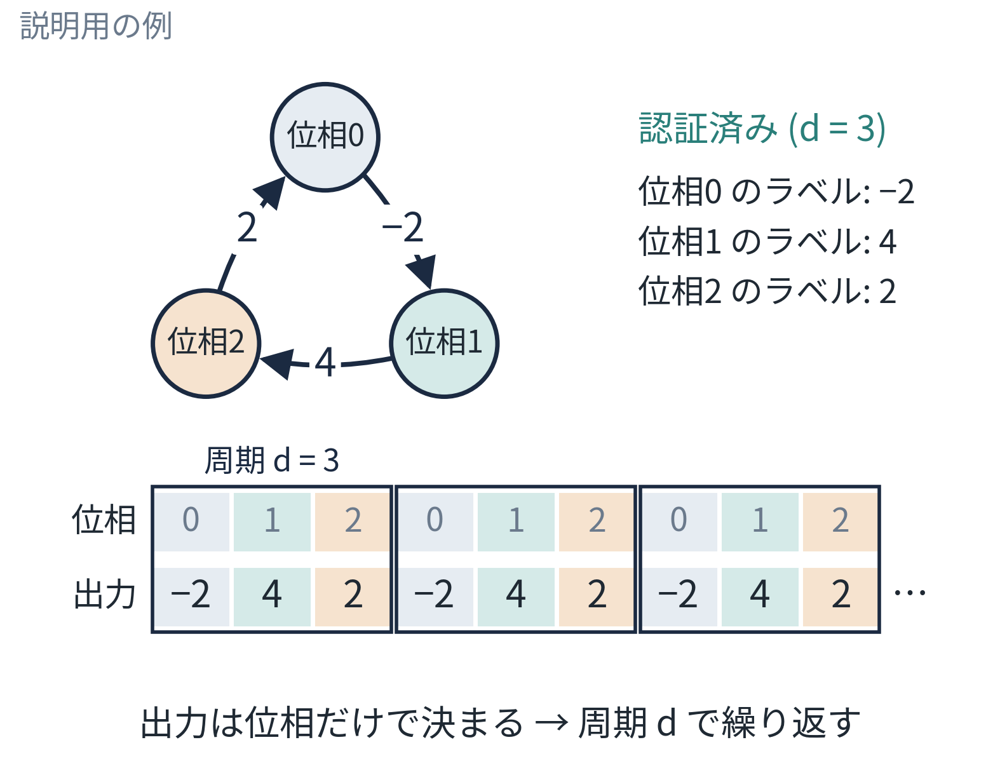 説明用の例
位相0
2
−2
位相2
4
位相1
認証済み (d = 3)
位相0 のラベル: −2
位相1 のラベル: 4
位相2 のラベル: 2
周期 d = 3
位相 0 1 2 0 1 2 0 1 2
出力 −2 4 2 −2 4 2 −2 4 2 …
出力は位相だけで決まる → 周期 d で繰り返す